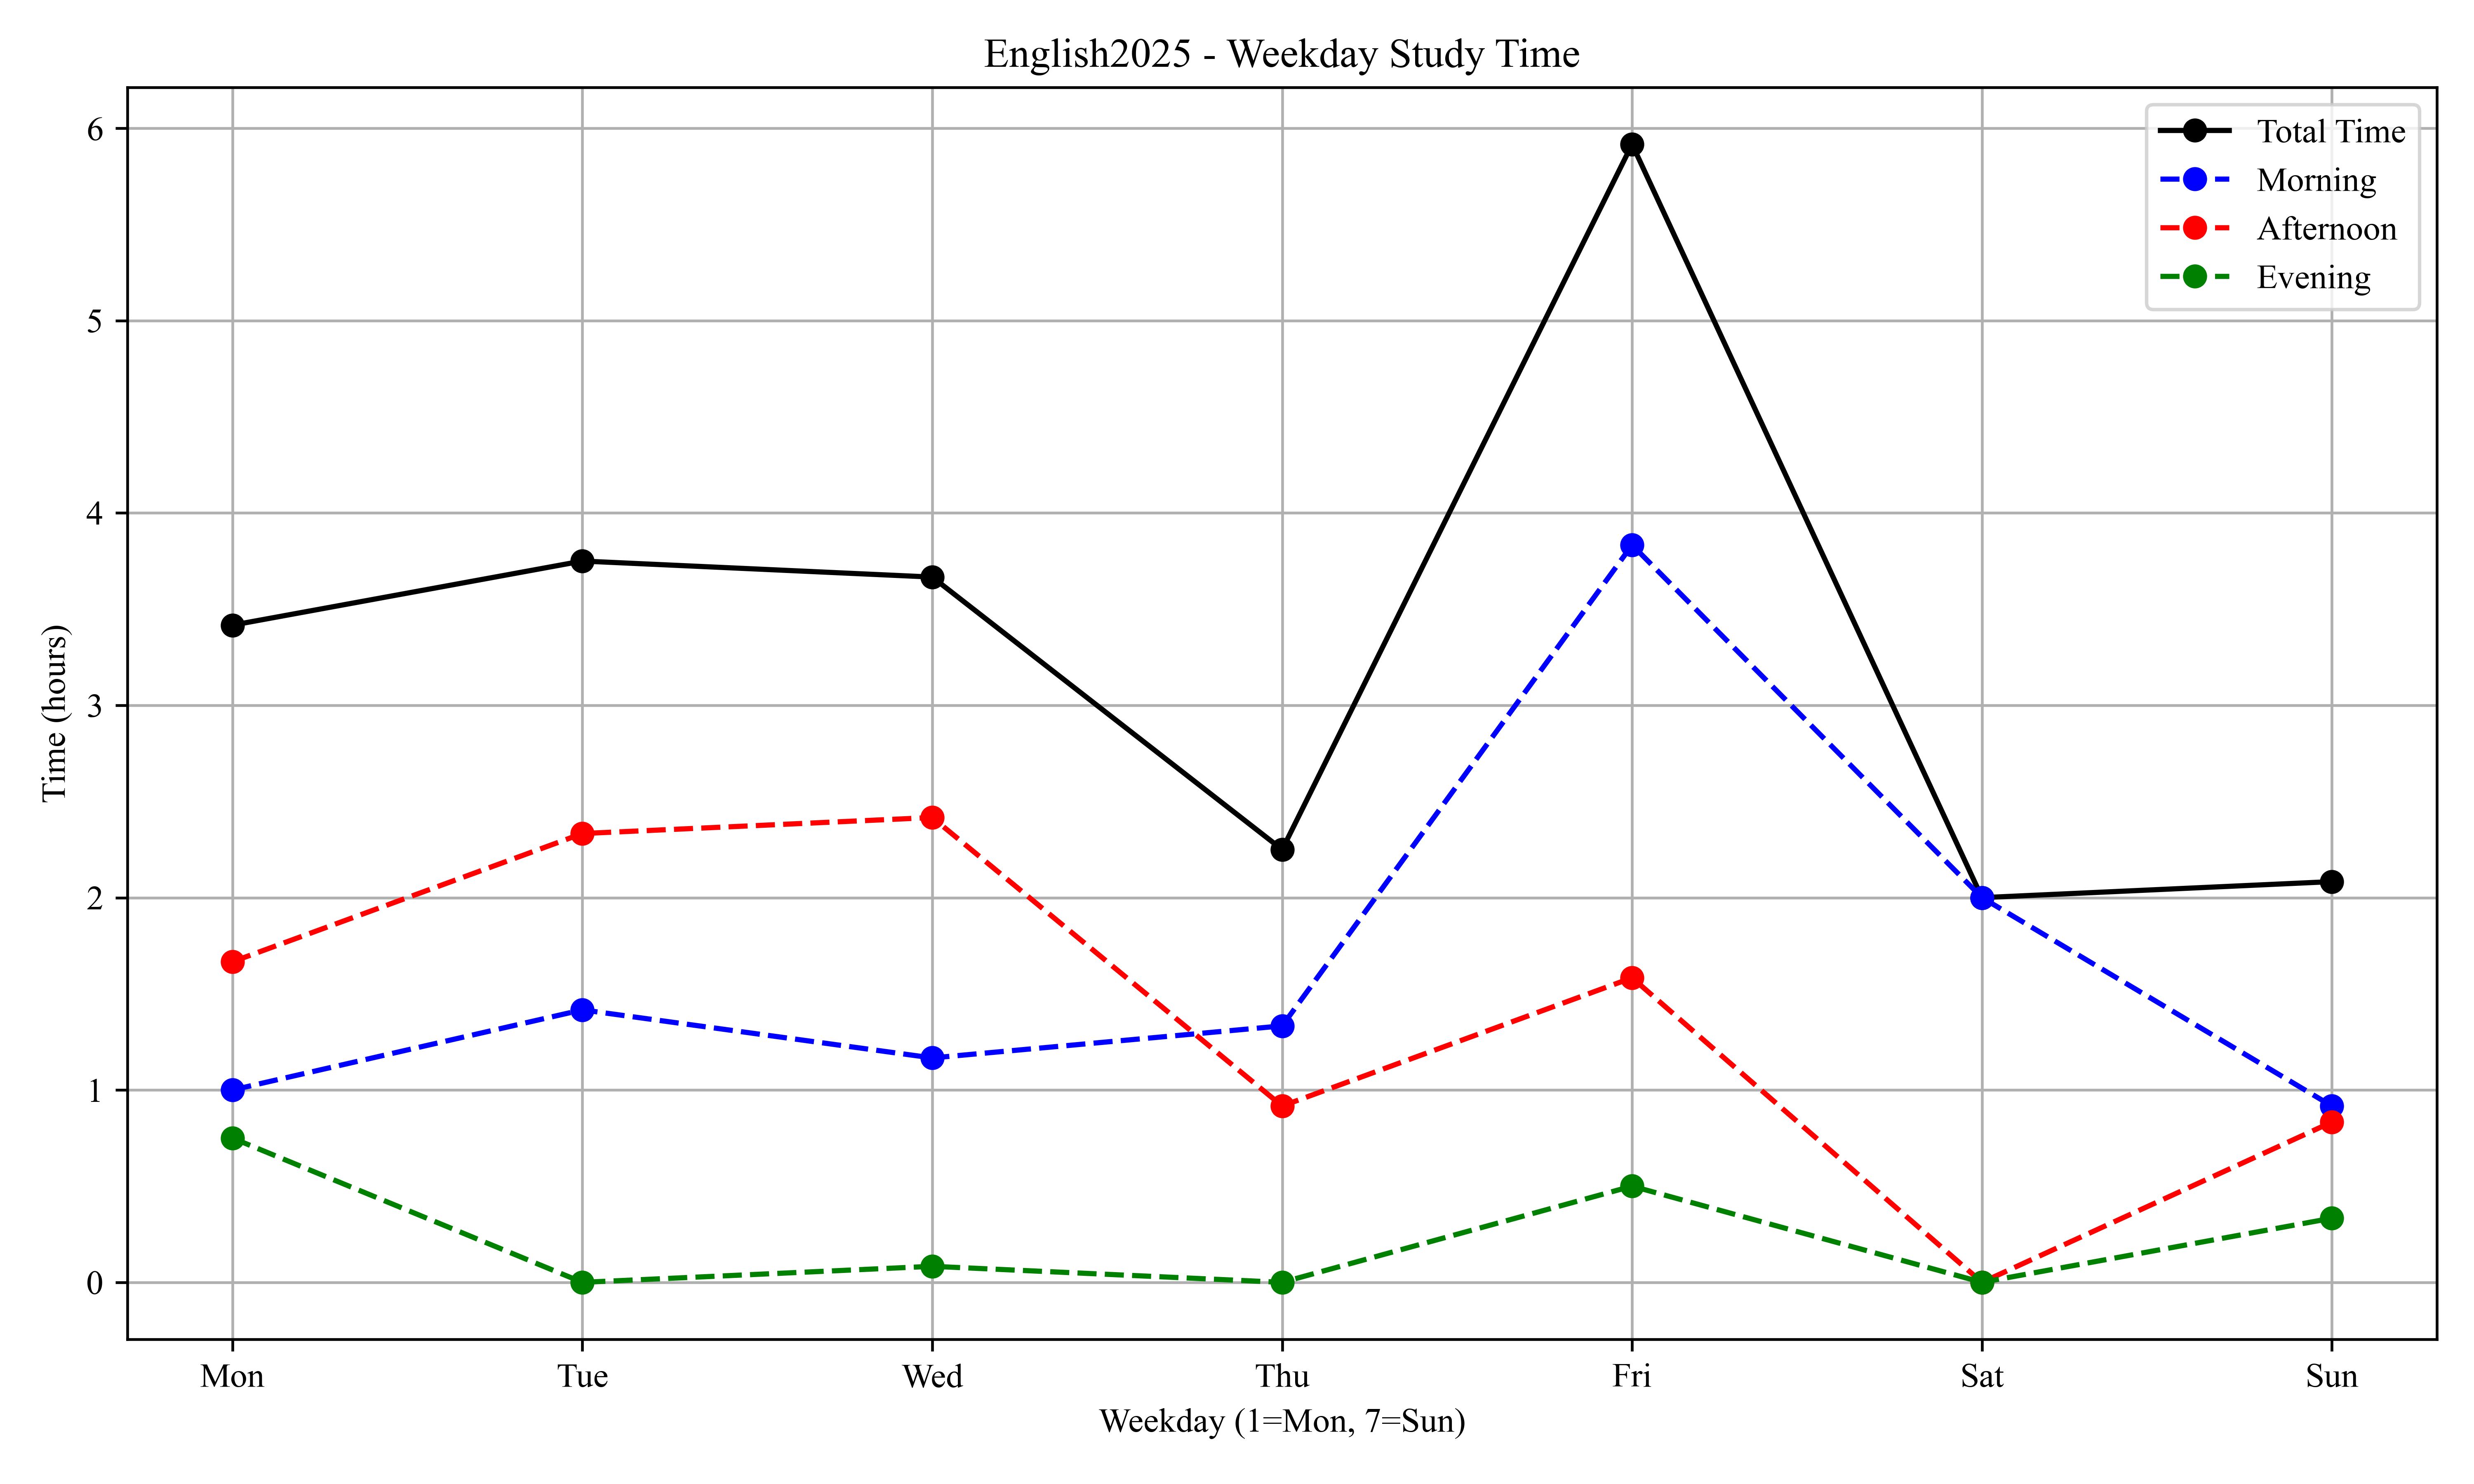 English2025 - Weekday Study Time
Total Time
Morning
Afternoon
Evening
6
5
4
3
2
1
0
Time (hours)
Mon Tue Wed Thu Fri Sat Sun
Weekday (1=Mon, 7=Sun)